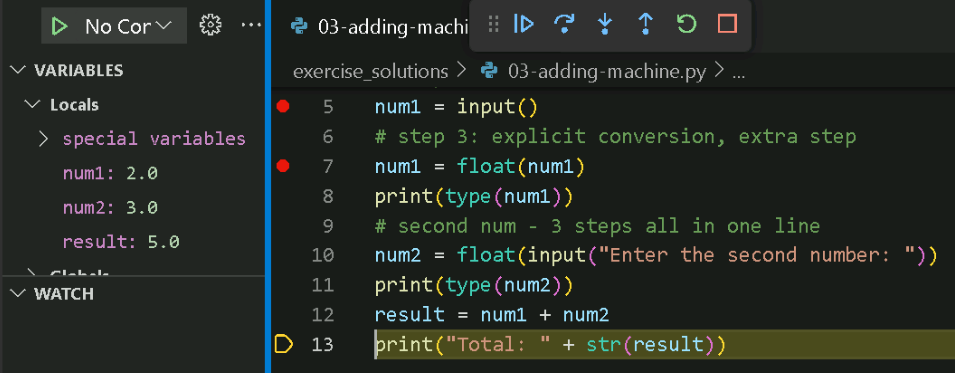 No Cor
03-adding-machi
VARIABLES
Locals
special variables
num1: 2.0
num2: 3.0
result: 5.0
WATCH
exercise_solutions > 03-adding-machine.py > ...
5 num1 = input()
6 # step 3: explicit conversion, extra step
7 num1 = float(num1)
8 print(type(num1))
9 # second num - 3 steps all in one line
10 num2 = float(input("Enter the second number: "))
11 print(type(num2))
12 result = num1 + num2
13 print("Total: " + str(result))